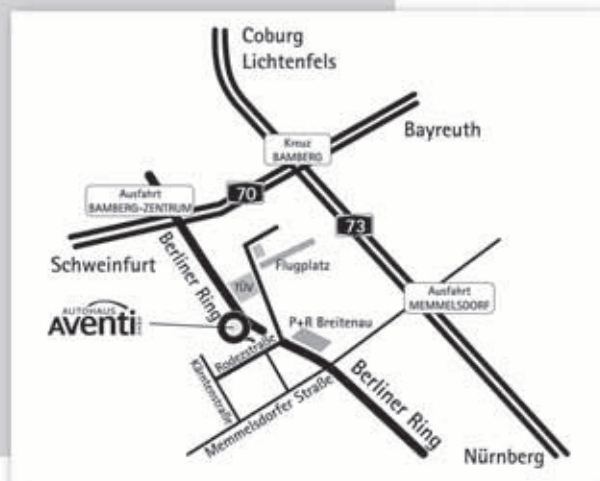 Coburg
Lichtenfels
Bayreuth
Kreuz
BAMBERG
70
Ausfahrt
BAMBERG-ZENTRUM
73
Schweinfurt
Berliner Ring
Flugplatz
TÜV
Ausfahrt
MEMMELSDORF
AUTOHAUS
Aventi
P+R Breitenau
Rodezstraße
Kärntenstraße
Memmelsdorfer Straße
Berliner Ring
Nürnberg